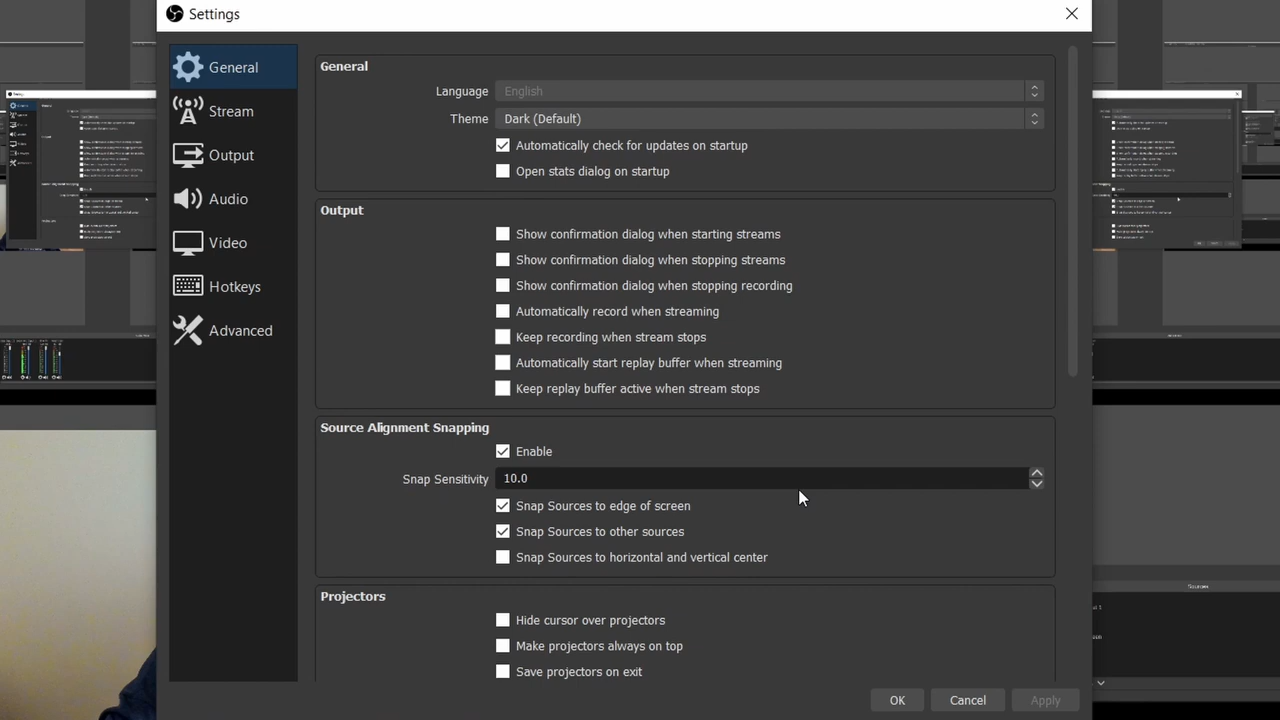 Settings
General
Stream
Output
Audio
Video
Hotkeys
Advanced
General
Language English
Theme Dark (Default)
Automatically check for updates on startup
Open stats dialog on startup
Output
Show confirmation dialog when starting streams
Show confirmation dialog when stopping streams
Show confirmation dialog when stopping recording
Automatically record when streaming
Keep recording when stream stops
Automatically start replay buffer when streaming
Keep replay buffer active when stream stops
Source Alignment Snapping
Enable
Snap Sensitivity 10.0
Snap Sources to edge of screen
Snap Sources to other sources
Snap Sources to horizontal and vertical center
Projectors
Hide cursor over projectors
Make projectors always on top
Save projectors on exit
OK Cancel Apply
Sources